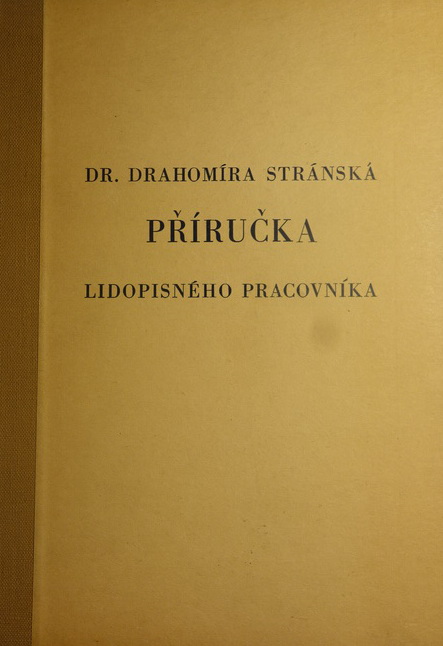 DR. DRAHOMÍRA STRÁNSKÁ
PŘÍRUČKA
LIDOPISNÉHO PRACOVNÍKA